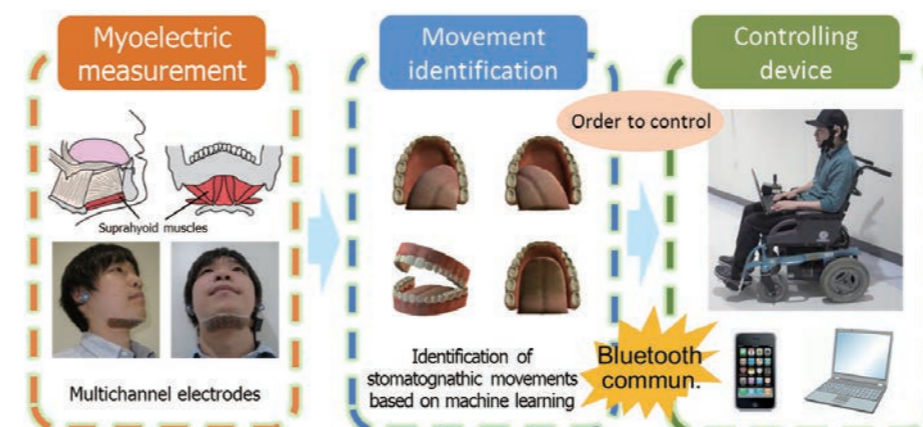 Myoelectric
measurement
Suprahyoid muscles
Multichannel electrodes
Movement
identification
Identification of
stomatognathic movements
based on machine learning
Order to control
Bluetooth
commun.
Controlling
device